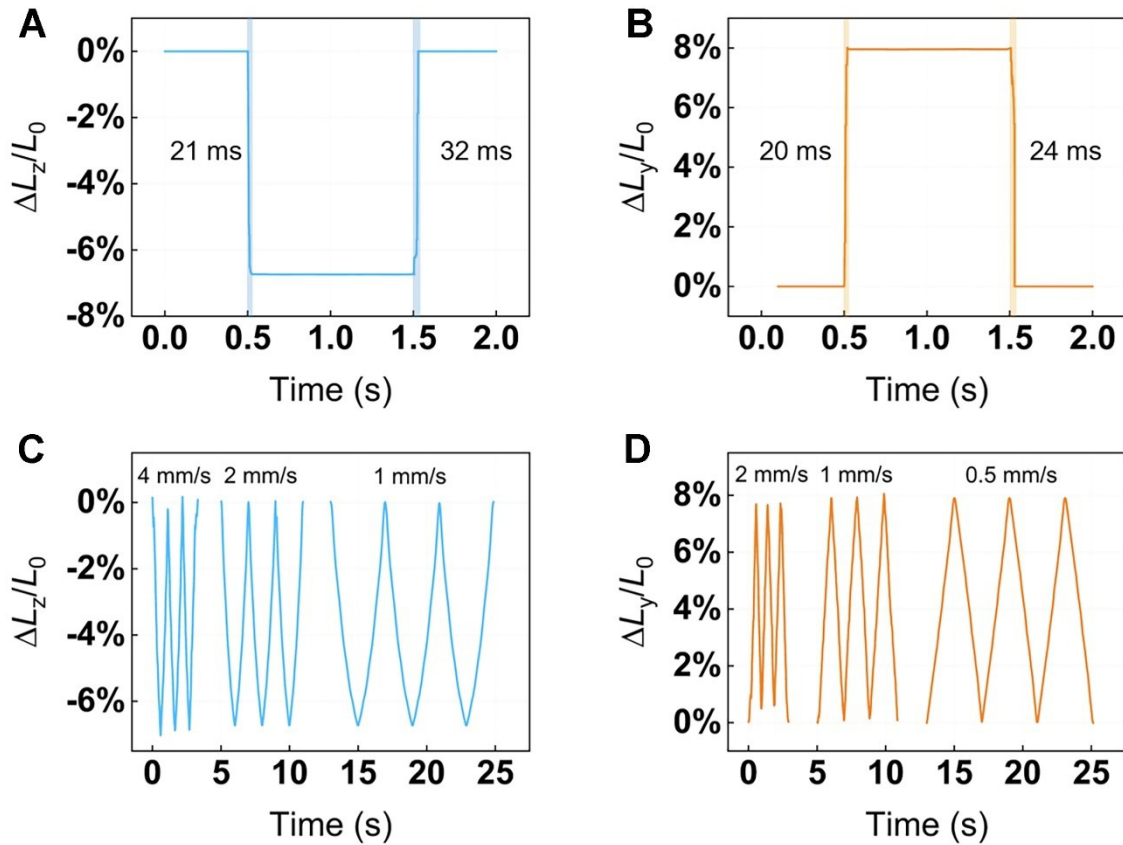 A
0%
-2%
-4%
-6%
-8%
ΔLz/L0
21 ms
32 ms
0.0 0.5 1.0 1.5 2.0
Time (s)
B
8%
6%
4%
2%
0%
ΔLy/L0
20 ms
24 ms
0.0 0.5 1.0 1.5 2.0
Time (s)
C
4 mm/s 2 mm/s 1 mm/s
0%
-2%
-4%
-6%
ΔLz/L0
0 5 10 15 20 25
Time (s)
D
2 mm/s 1 mm/s 0.5 mm/s
8%
6%
4%
2%
0%
ΔLy/L0
0 5 10 15 20 25
Time (s)